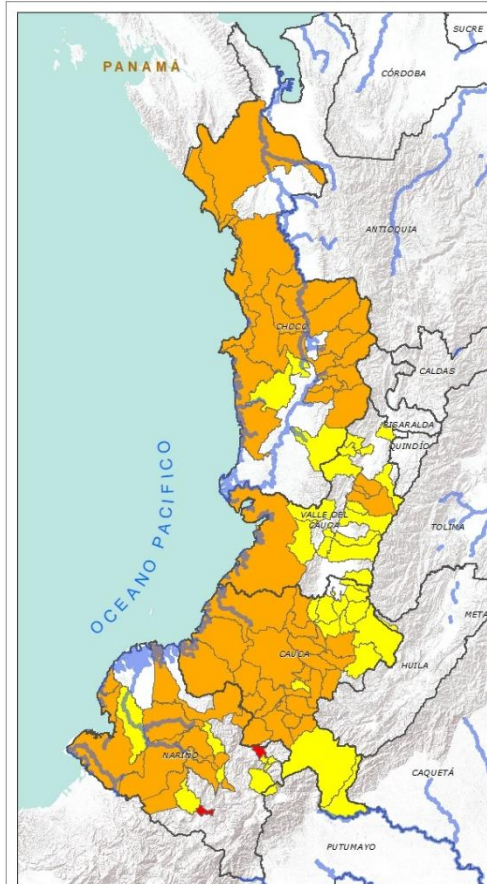 SUCRE
PANAMÁ
CÓRDOBA
ANTIOQUIA
CHOCÓ
CALDAS
RISARALDA
QUINDÍO
OCEANO PACIFICO
VALLE DEL
CAUCA
TOLIMA
META
CAUCA
HUILA
NARIÑO
CAQUETÁ
PUTUMAYO